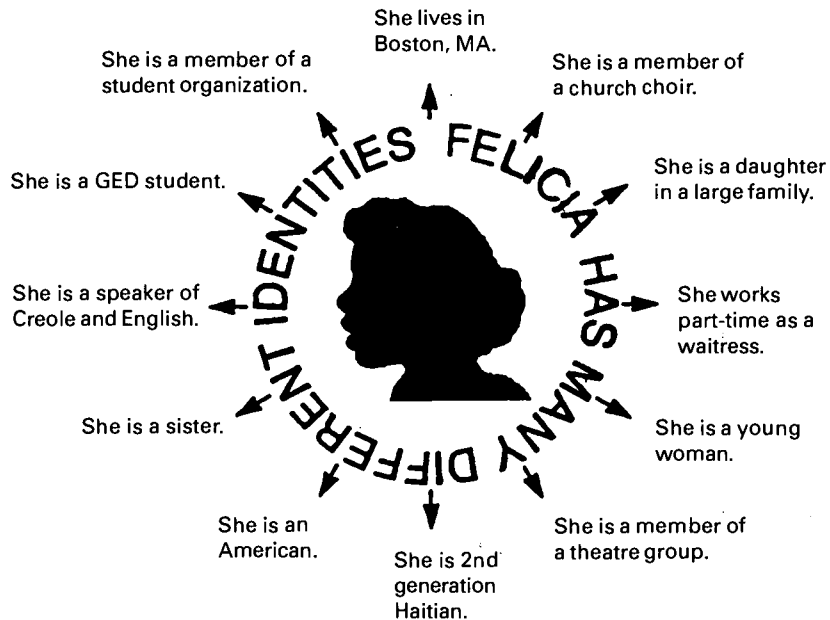 FELICIA HAS MANY DIFFERENT IDENTITIES
She lives in
Boston, MA.
She is a member of
a church choir.
She is a daughter
in a large family.
She works
part-time as a
waitress.
She is a young
woman.
She is a member of
a theatre group.
She is 2nd
generation
Haitian.
She is an
American.
She is a sister.
She is a speaker of
Creole and English.
She is a GED student.
She is a member of a
student organization.